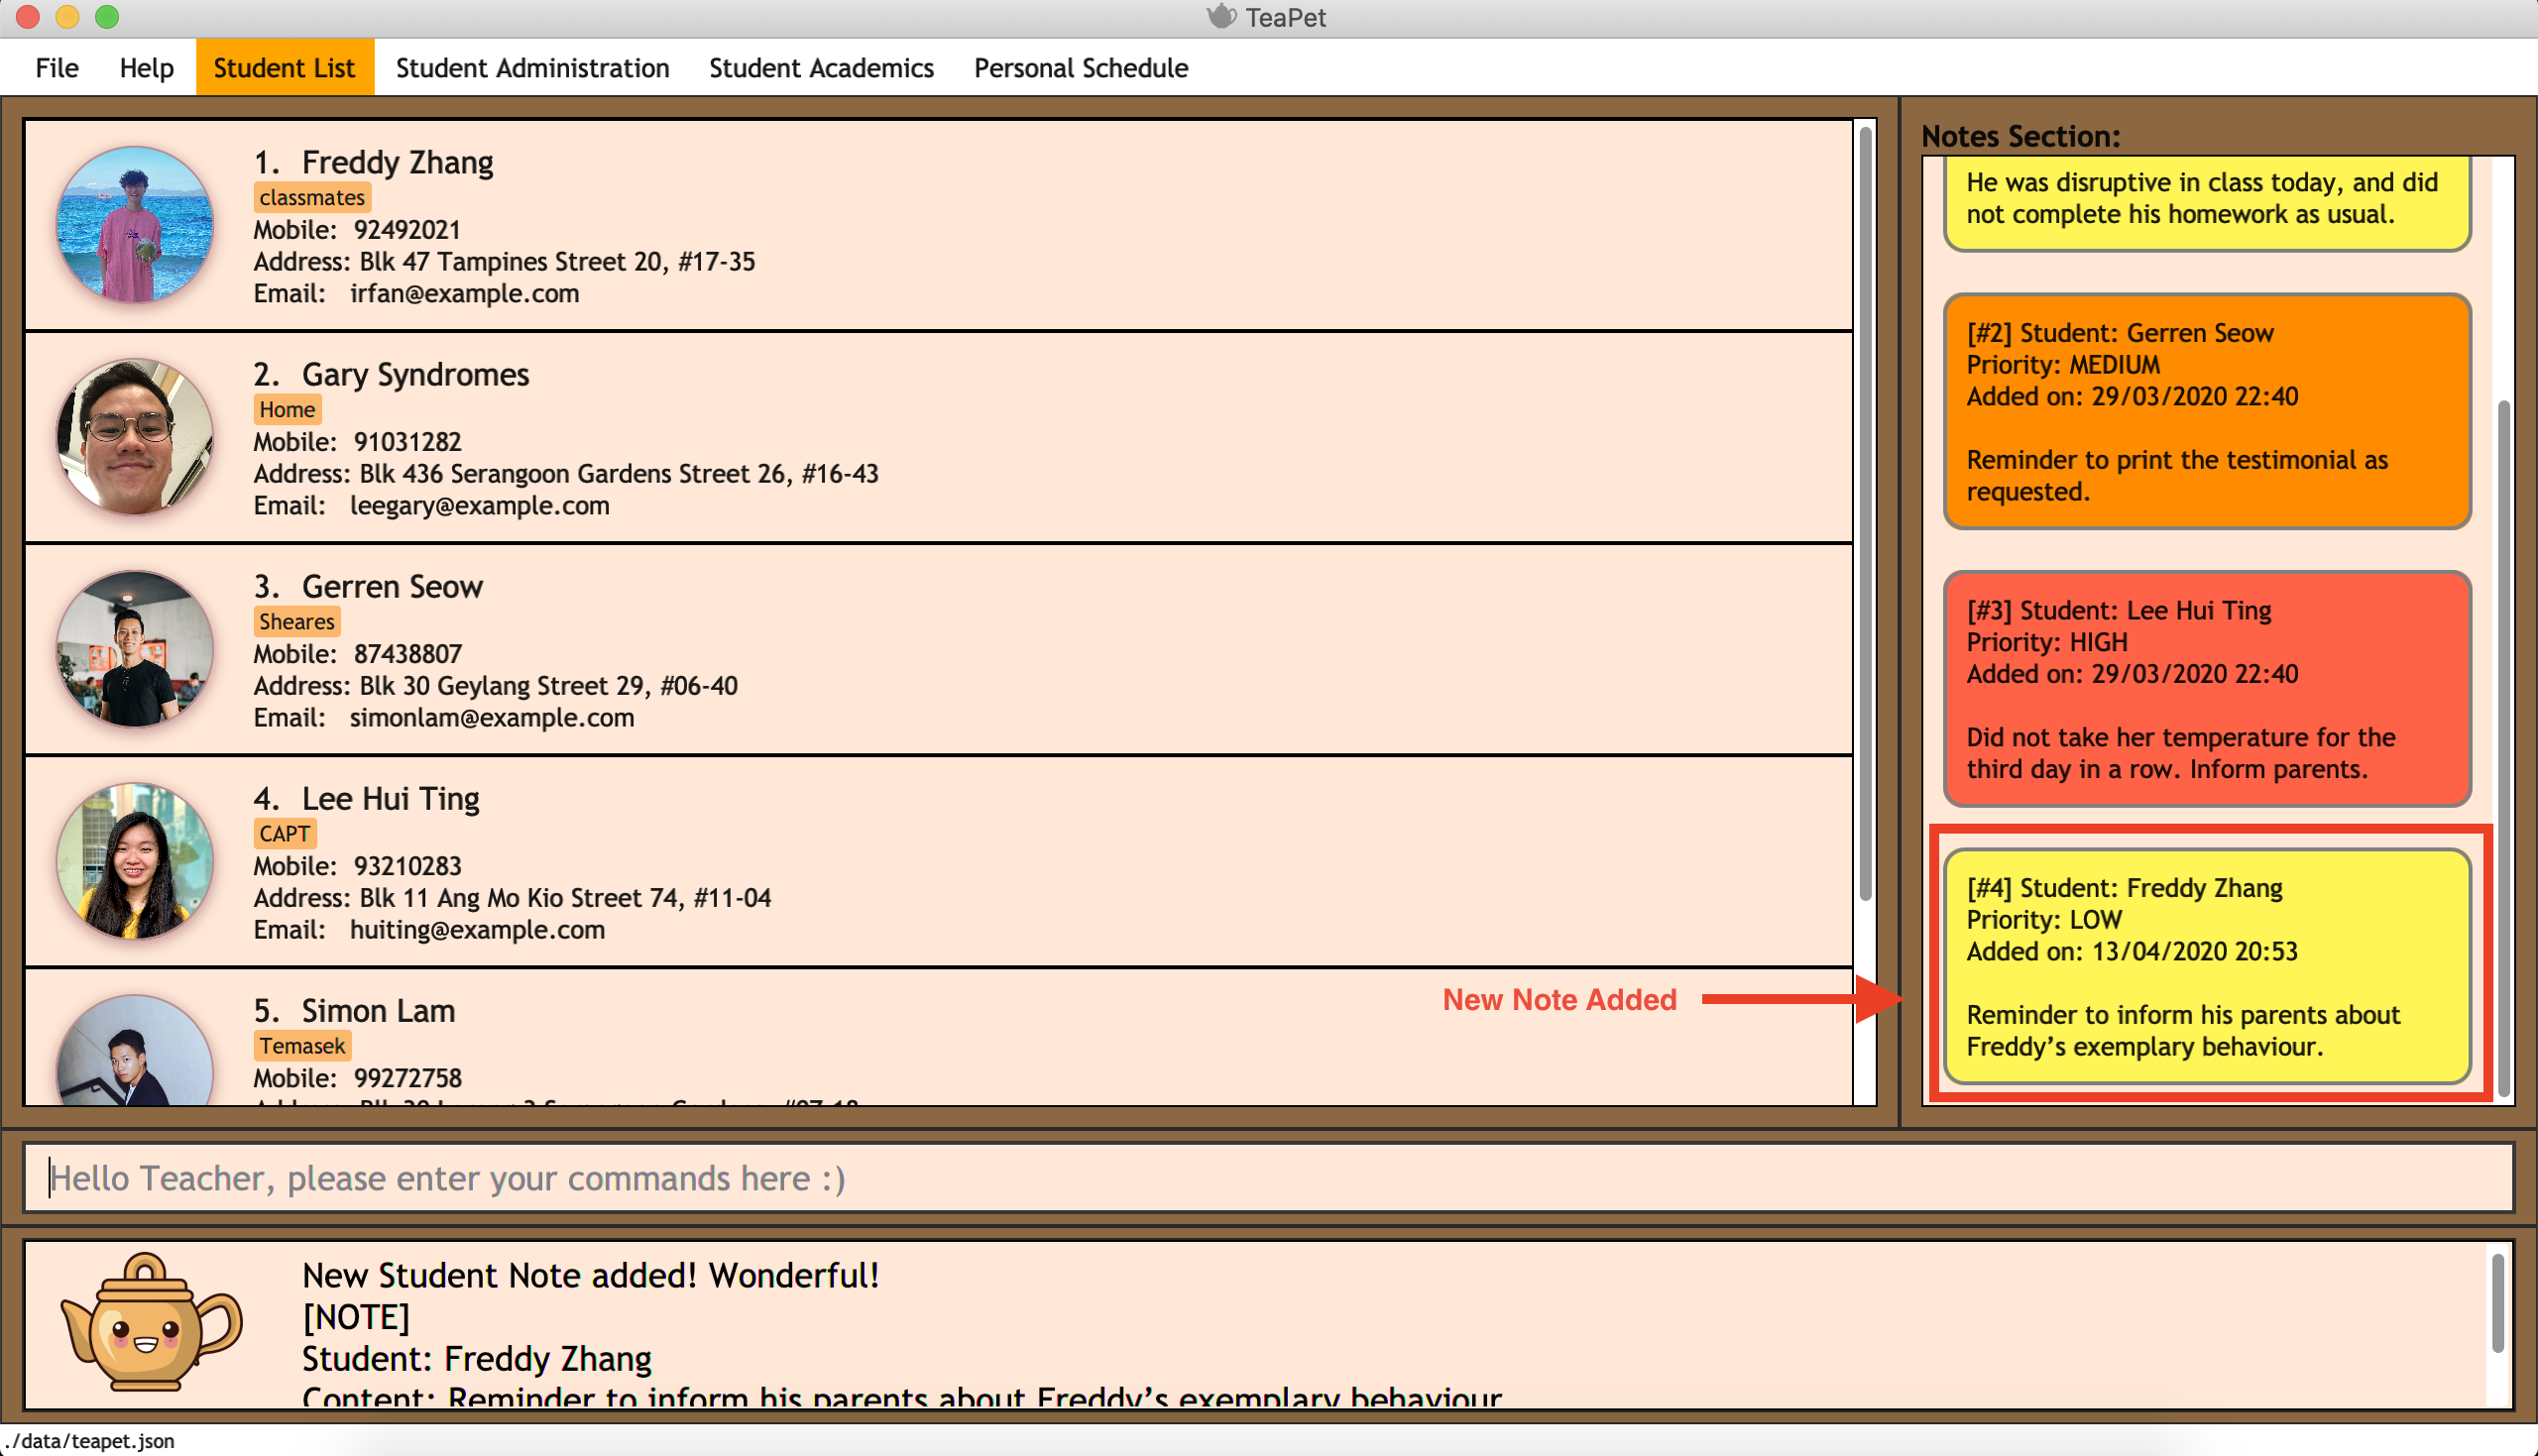 TeaPet
File Help Student List Student Administration Student Academics Personal Schedule
1. Freddy Zhang
classmates
Mobile: 92492021
Address: Blk 47 Tampines Street 20, #17-35
Email: irfan@example.com
2. Gary Syndromes
Home
Mobile: 91031282
Address: Blk 436 Serangoon Gardens Street 26, #16-43
Email: leegary@example.com
3. Gerren Seow
Sheares
Mobile: 87438807
Address: Blk 30 Geylang Street 29, #06-40
Email: simonlam@example.com
4. Lee Hui Ting
CAPT
Mobile: 93210283
Address: Blk 11 Ang Mo Kio Street 74, #11-04
Email: huiting@example.com
5. Simon Lam
Temasek
Mobile: 99272758
New Note Added
Notes Section:
He was disruptive in class today, and did
not complete his homework as usual.
[#2] Student: Gerren Seow
Priority: MEDIUM
Added on: 29/03/2020 22:40
Reminder to print the testimonial as
requested.
[#3] Student: Lee Hui Ting
Priority: HIGH
Added on: 29/03/2020 22:40
Did not take her temperature for the
third day in a row. Inform parents.
[#4] Student: Freddy Zhang
Priority: LOW
Added on: 13/04/2020 20:53
Reminder to inform his parents about
Freddy’s exemplary behaviour.
Hello Teacher, please enter your commands here :)
New Student Note added! Wonderful!
[NOTE]
Student: Freddy Zhang
Content: Reminder to inform his parents about Freddy’s exemplary behaviour
./data/teapet.json